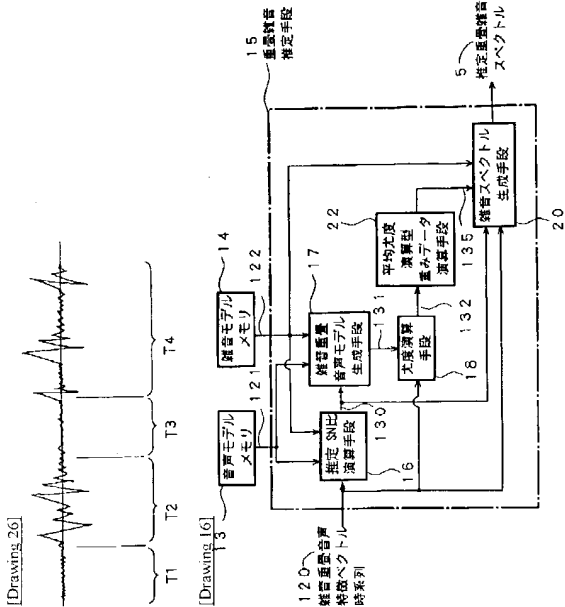 [Drawing 26]
T1
T2
T3
T4
[Drawing 16]
13
音声モデル
メモリ
121
14
雑音モデル
メモリ
122
15
重畳雑音
推定手段
120
雑音重畳音声
特徴ベクトル
時系列
推定SN比
演算手段
16
130
17
雑音重畳
音声モデル
生成手段
131
尤度演算
手段
18
132
22
平均尤度
演算型
重みデータ
演算手段
135
雑音スペクトル
生成手段
20
5
推定重畳雑音
スペクトル